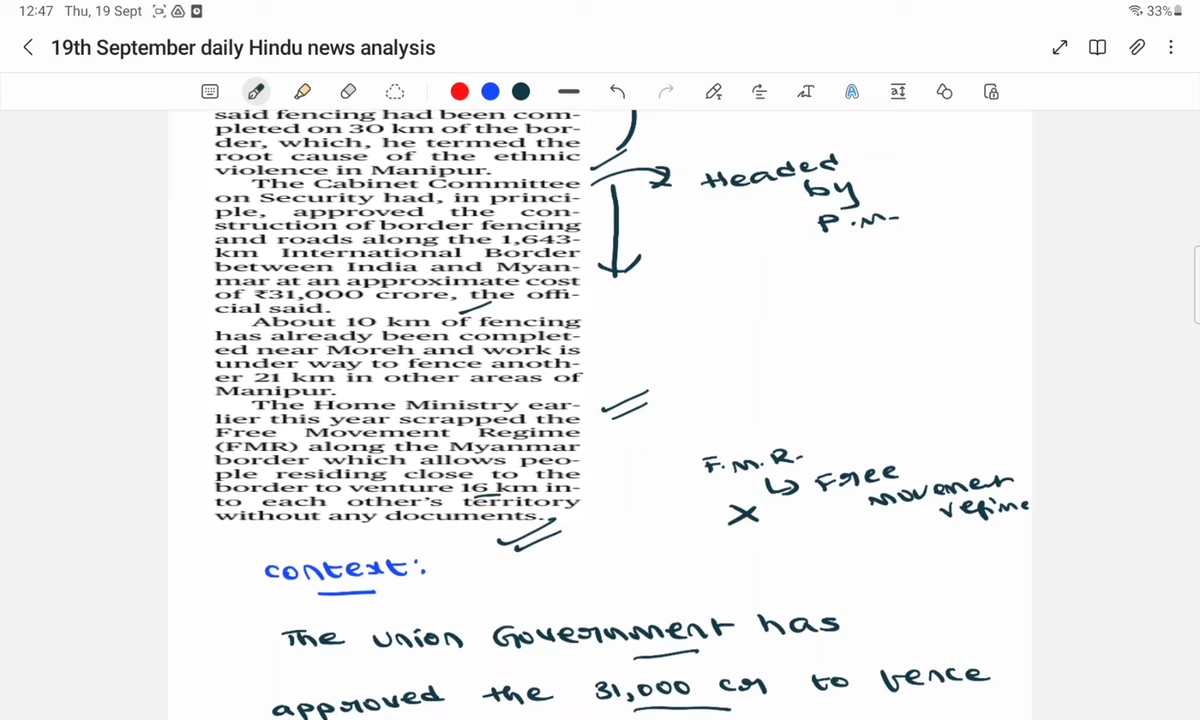 12:47 Thu, 19 Sept
33%
19th September daily Hindu news analysis
said fencing had been com-
pleted on 30 km of the bor-
der, which, he termed the
root cause of the ethnic
violence in Manipur.
The Cabinet Committee
on Security had, in princi-
ple, approved the con-
struction of border fencing
and roads along the 1,643-
km International Border
between India and Myan-
mar at an approximate cost
of ₹31,000 crore, the offi-
cial said.
About 10 km of fencing
has already been complet-
ed near Moreh and work is
under way to fence anoth-
er 21 km in other areas of
Manipur.
The Home Ministry ear-
lier this year scrapped the
Free Movement Regime
(FMR) along the Myanmar
border which allows peo-
ple residing close to the
border to venture 16 km in-
to each other's territory
without any documents.
Headed
by
P.M.
F.M.R.
Free
movement
regime
context:
The union Government has
approved the 31,000 cr to fence